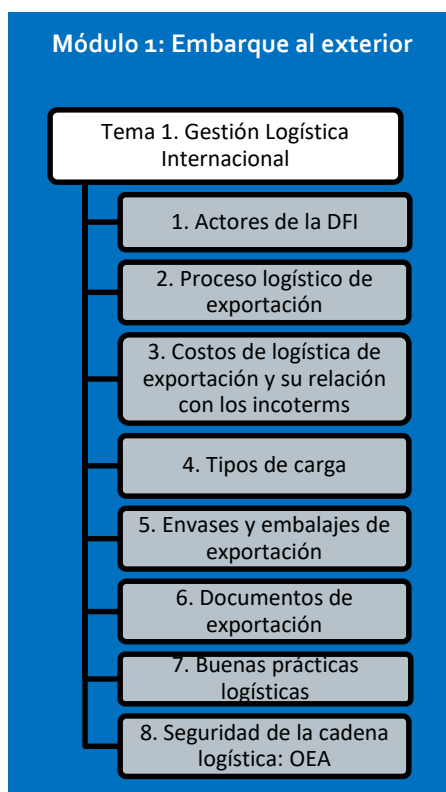 Módulo 1: Embarque al exterior
Tema 1. Gestión Logística
Internacional
1. Actores de la DFI
2. Proceso logístico de
exportación
3. Costos de logística de
exportación y su relación
con los incoterms
4. Tipos de carga
5. Envases y embalajes de
exportación
6. Documentos de
exportación
7. Buenas prácticas
logísticas
8. Seguridad de la cadena
logística: OEA